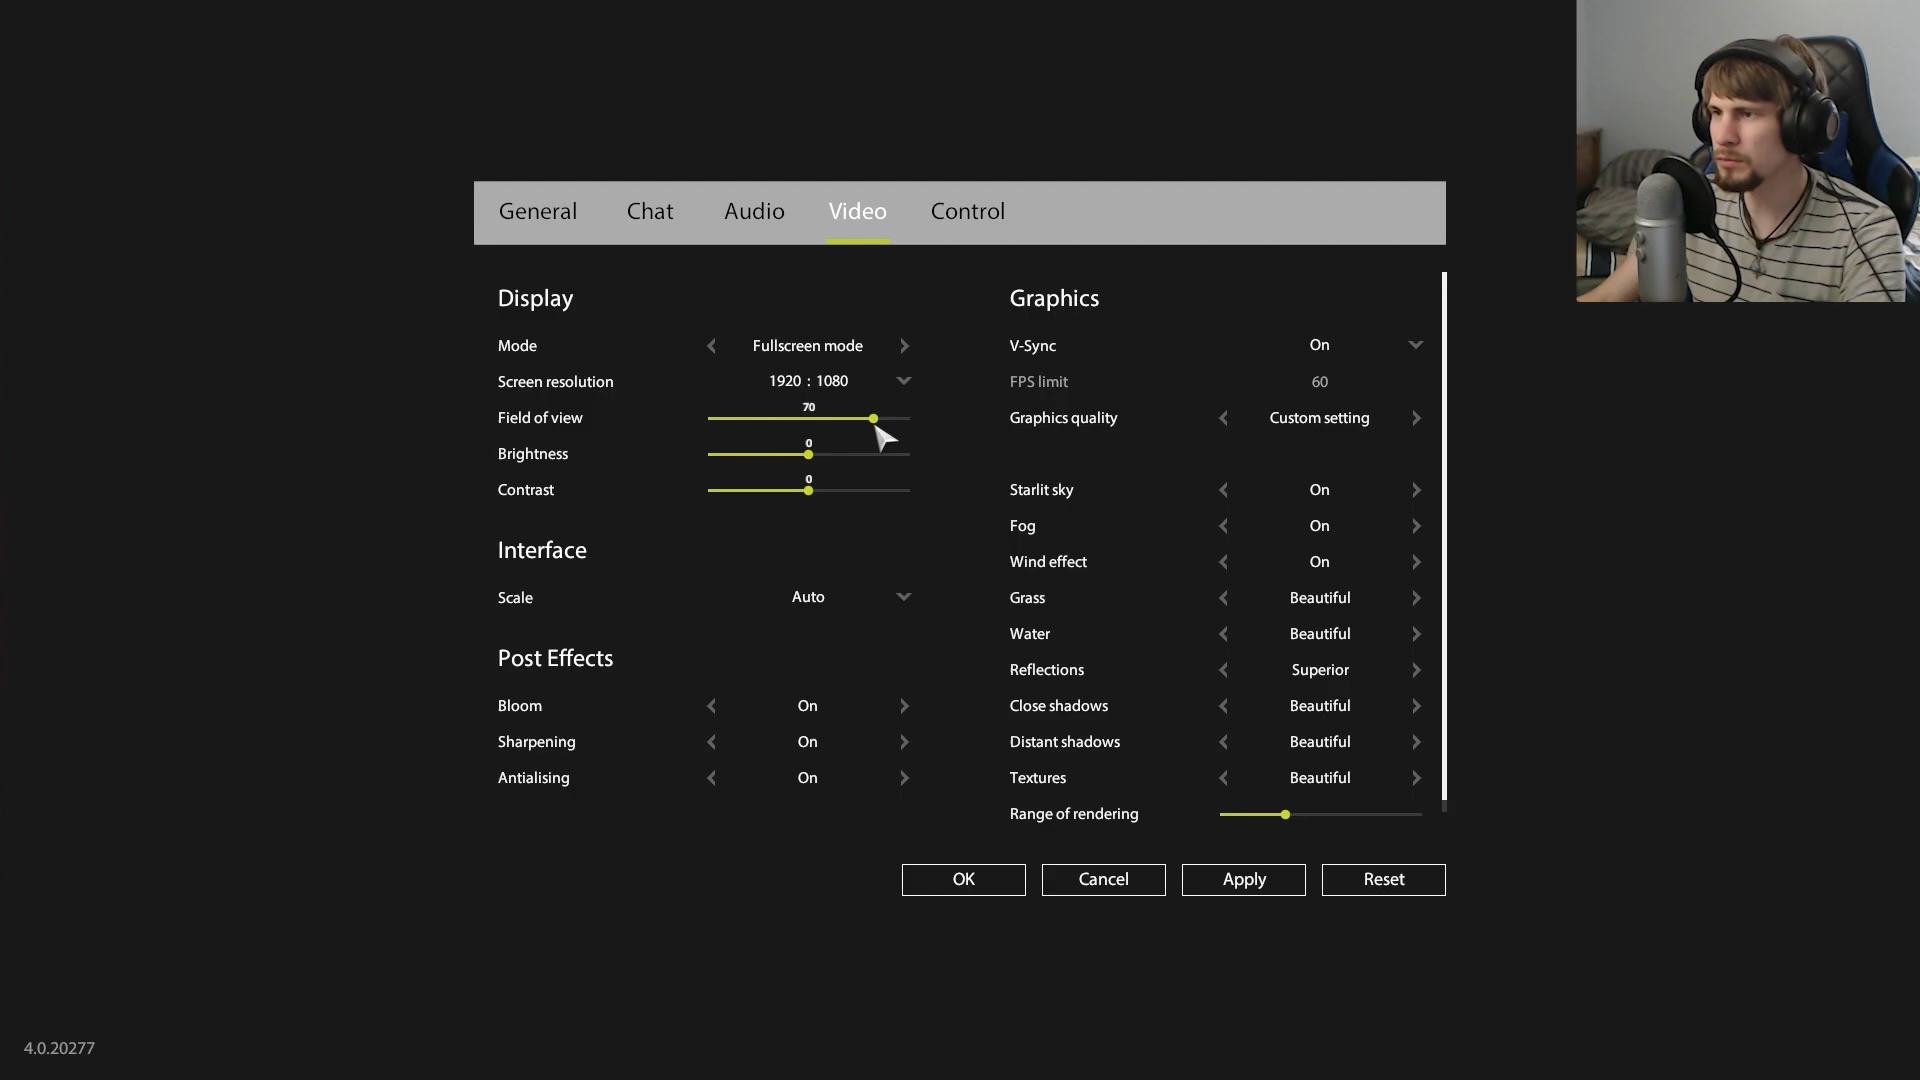 General Chat Audio Video Control
Display
Mode Fullscreen mode
Screen resolution 1920 : 1080
70
Field of view
0
Brightness
0
Contrast
Interface
Scale Auto
Post Effects
Bloom On
Sharpening On
Antialising On
Graphics
V-Sync On
FPS limit 60
Graphics quality Custom setting
Starlit sky On
Fog On
Wind effect On
Grass Beautiful
Water Beautiful
Reflections Superior
Close shadows Beautiful
Distant shadows Beautiful
Textures Beautiful
Range of rendering
OK Cancel Apply Reset
4.0.20277